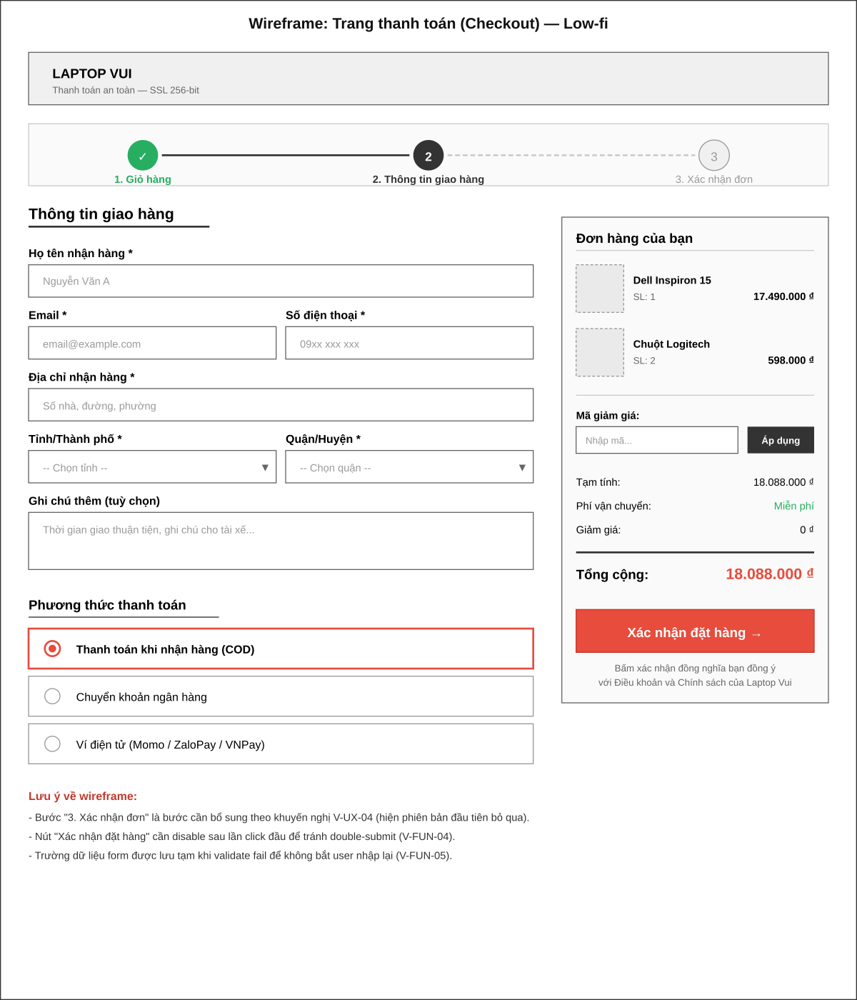 Wireframe: Trang thanh toán (Checkout) — Low-fi
LAPTOP VUI
Thanh toán an toàn — SSL 256-bit
✓
2
3
1. Giỏ hàng
2. Thông tin giao hàng
3. Xác nhận đơn
Thông tin giao hàng
Họ tên nhận hàng *
Nguyễn Văn A
Email *
Số điện thoại *
email@example.com
09xx xxx xxx
Địa chỉ nhận hàng *
Số nhà, đường, phường
Tỉnh/Thành phố *
Quận/Huyện *
-- Chọn tỉnh -- ▼
-- Chọn quận -- ▼
Ghi chú thêm (tuỳ chọn)
Thời gian giao thuận tiện, ghi chú cho tài xế...
Phương thức thanh toán
Thanh toán khi nhận hàng (COD)
Chuyển khoản ngân hàng
Ví điện tử (Momo / ZaloPay / VNPay)
Đơn hàng của bạn
Dell Inspiron 15
SL: 1
17.490.000 ₫
Chuột Logitech
SL: 2
598.000 ₫
Mã giảm giá:
Nhập mã...
Áp dụng
Tạm tính:
18.088.000 ₫
Phí vận chuyển:
Miễn phí
Giảm giá:
0 ₫
Tổng cộng:
18.088.000 ₫
Xác nhận đặt hàng →
Bấm xác nhận đồng nghĩa bạn đồng ý
với Điều khoản và Chính sách của Laptop Vui
Lưu ý về wireframe:
- Bước "3. Xác nhận đơn" là bước cần bổ sung theo khuyến nghị V-UX-04 (hiện phiên bản đầu tiên bỏ qua).
- Nút "Xác nhận đặt hàng" cần disable sau lần click đầu để tránh double-submit (V-FUN-04).
- Trường dữ liệu form được lưu tạm khi validate fail để không bắt user nhập lại (V-FUN-05).